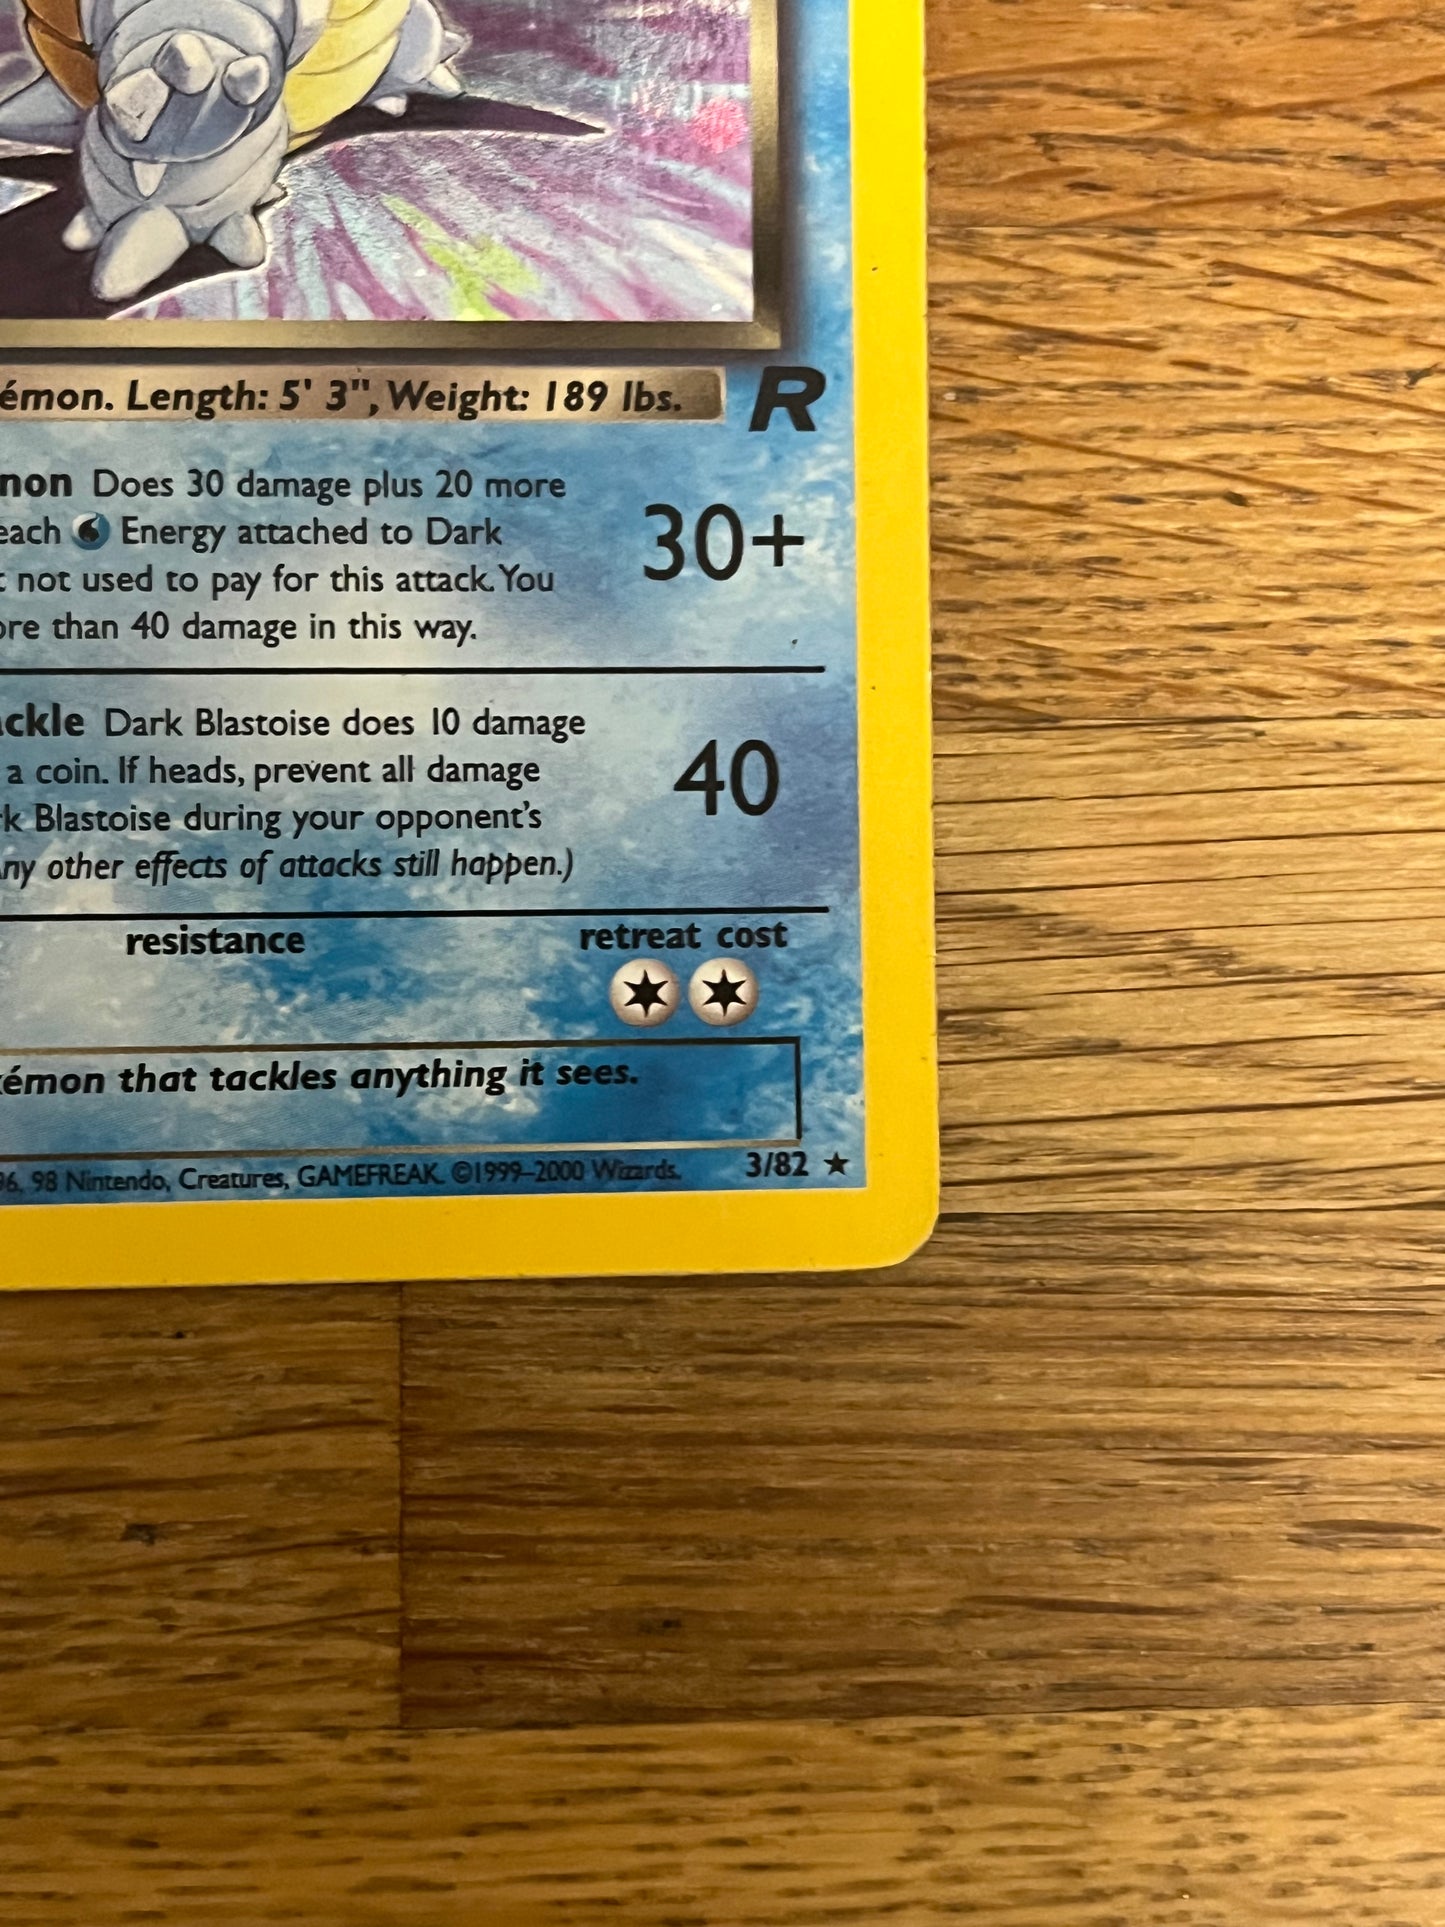 émon. Length: 5' 3", Weight: 189 lbs.
R
non Does 30 damage plus 20 more
each Energy attached to Dark
not used to pay for this attack. You
ore than 40 damage in this way.
30+
ackle Dark Blastoise does 10 damage
a coin. If heads, prevent all damage
rk Blastoise during your opponent's
ny other effects of attacks still happen.)
40
resistance
retreat cost
kémon that tackles anything it sees.
96, 98 Nintendo, Creatures, GAMEFREAK. ©1999–2000 Wizards.
3/82 ★